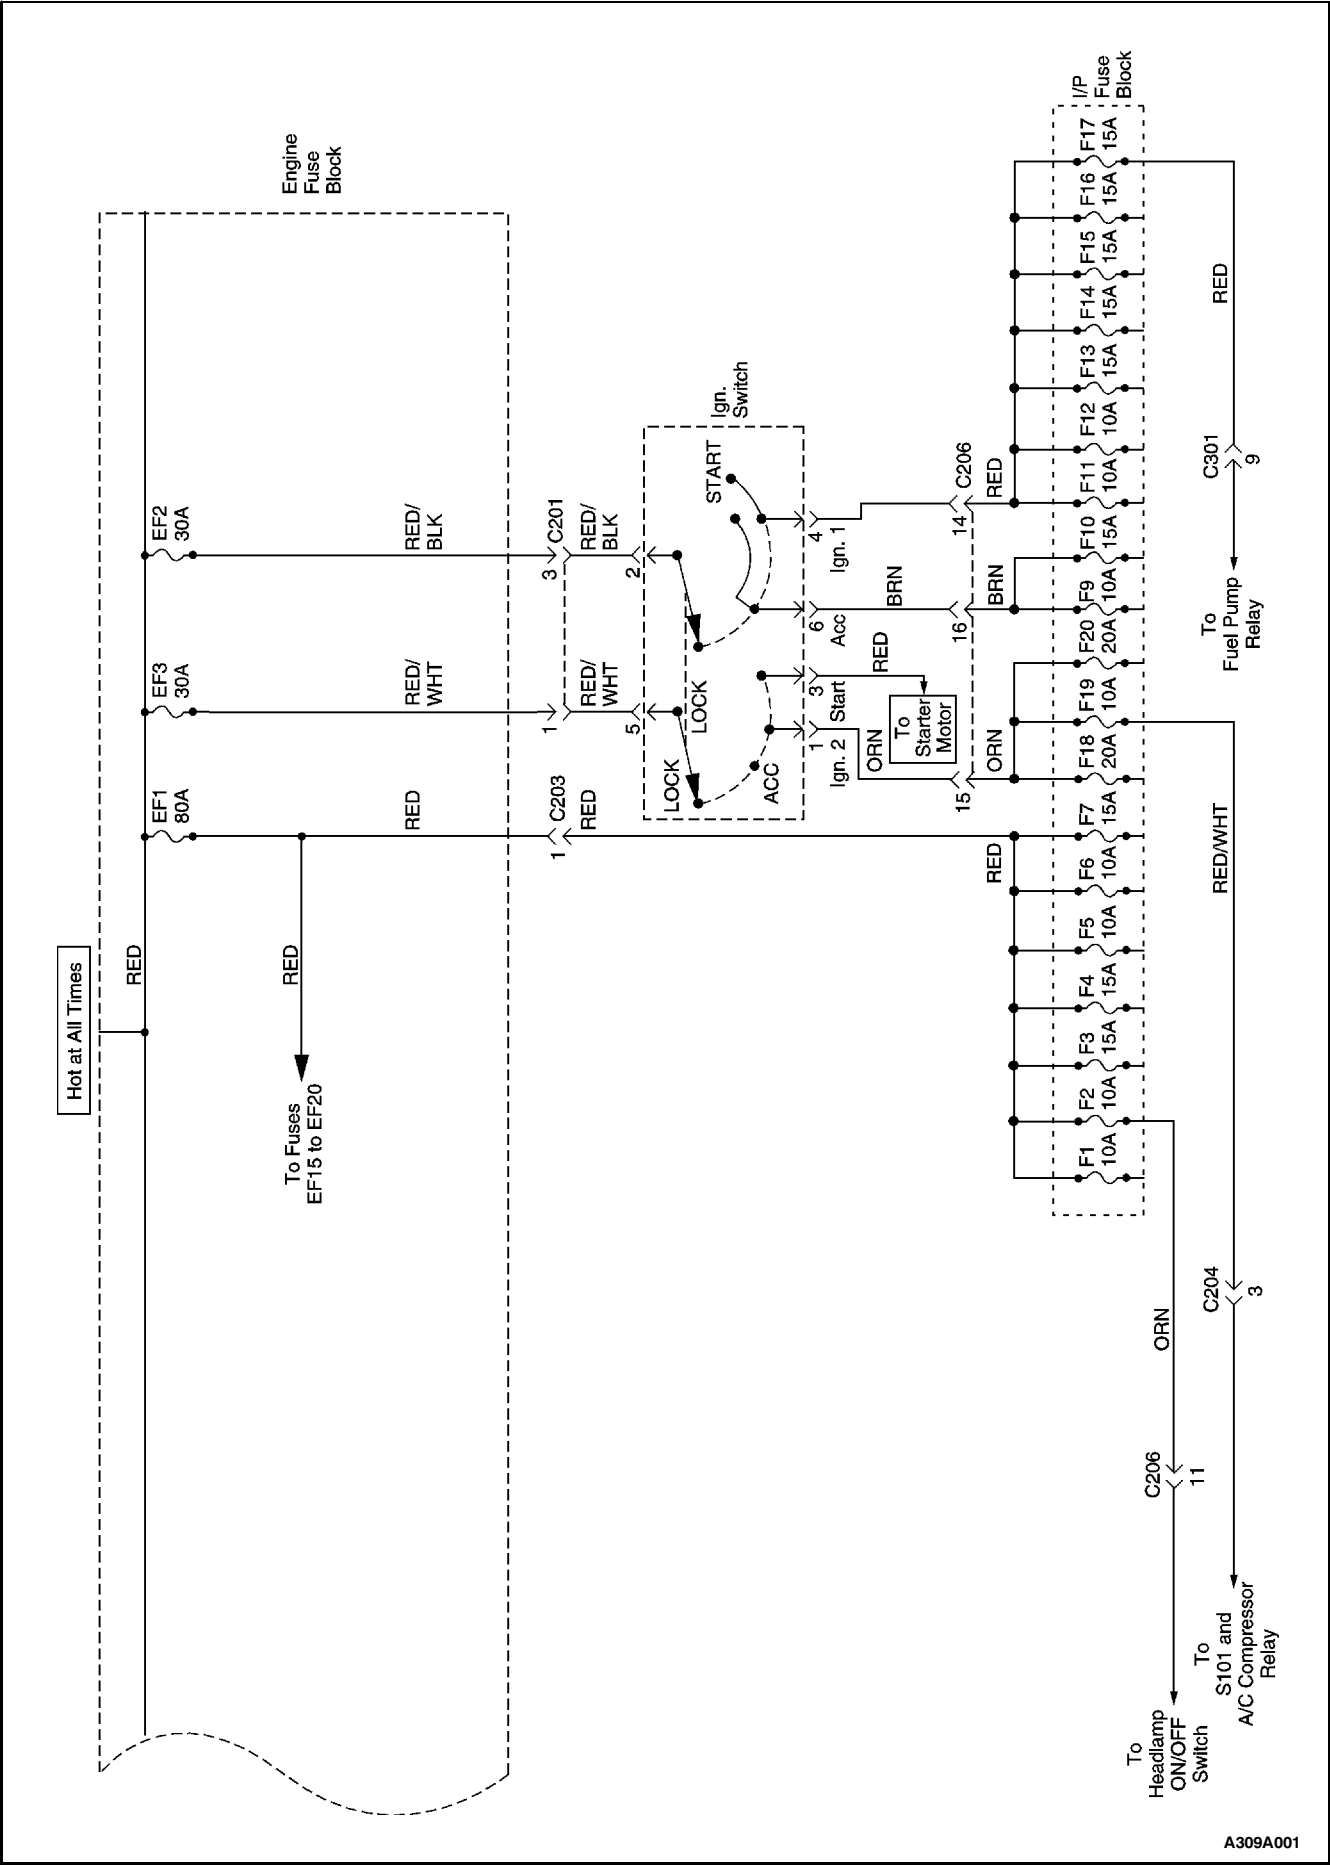 Hot at All Times
RED
Engine
Fuse
Block
EF1
80A
EF3
30A
EF2
30A
RED
To Fuses
EF15 to EF20
RED
RED/
WHT
RED/
BLK
1
C203
1
3
C201
RED
RED/
WHT
RED/
BLK
5
2
Ign.
Switch
LOCK
LOCK
START
ACC
1
3
6
4
Ign. 2
Start
Acc
Ign. 1
ORN
RED
BRN
To
Starter
Motor
15
16
14
C206
RED
ORN
BRN
RED
I/P
Fuse
Block
F1
10A
F2
10A
F3
15A
F4
15A
F5
10A
F6
10A
F7
15A
F18
20A
F19
10A
F20
20A
F9
10A
F10
15A
F11
10A
F12
10A
F13
15A
F14
15A
F15
15A
F16
15A
F17
15A
To
Headlamp
ON/OFF
Switch
C206
11
ORN
To
S101 and
A/C Compressor
Relay
C204
3
RED/WHT
To
Fuel Pump
Relay
C301
9
RED
A309A001